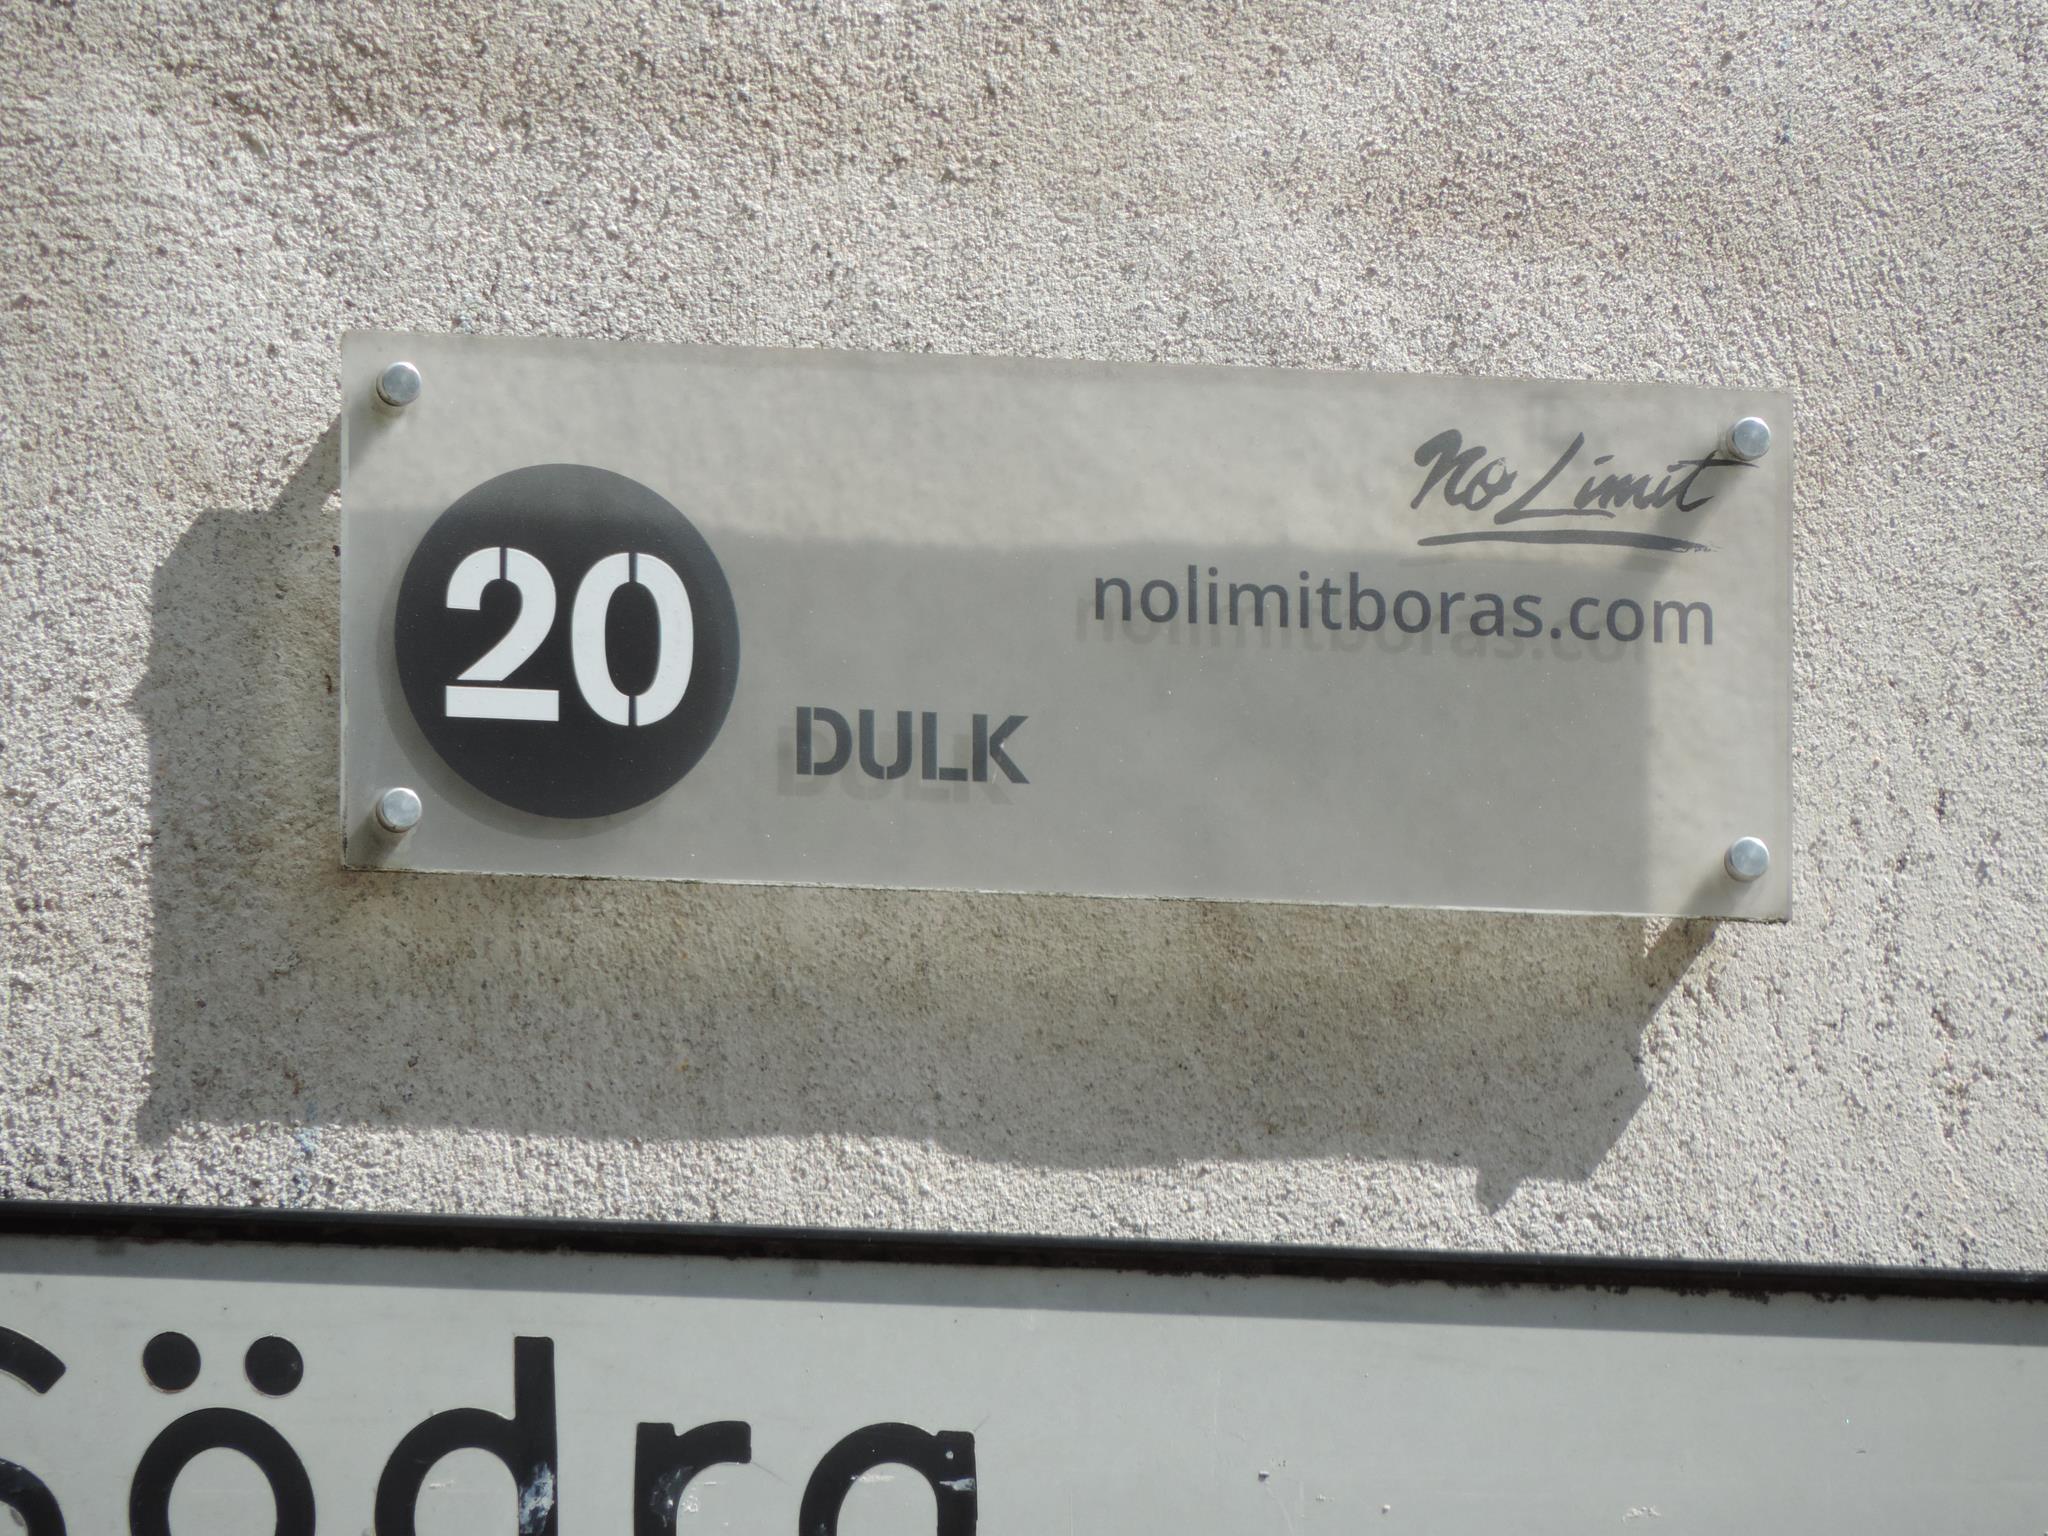 No Limit
nolimitboras.com
20
DULK
Södra